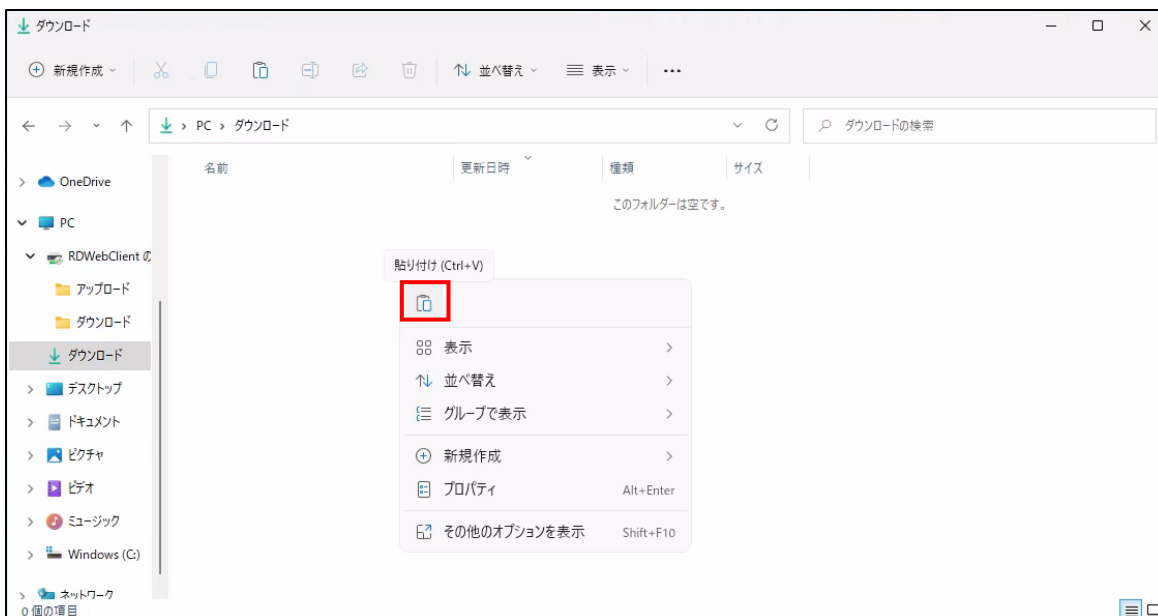 ダウンロード
新規作成
並べ替え
表示
PC › ダウンロード
ダウンロードの検索
名前
更新日時
種類
サイズ
このフォルダーは空です。
OneDrive
PC
RDWebClient の
アップロード
ダウンロード
ダウンロード
デスクトップ
ドキュメント
ピクチャ
ビデオ
ミュージック
Windows (C:)
ネットワーク
貼り付け (Ctrl+V)
表示
並べ替え
グループで表示
新規作成
プロパティ Alt+Enter
その他のオプションを表示 Shift+F10
0 個の項目